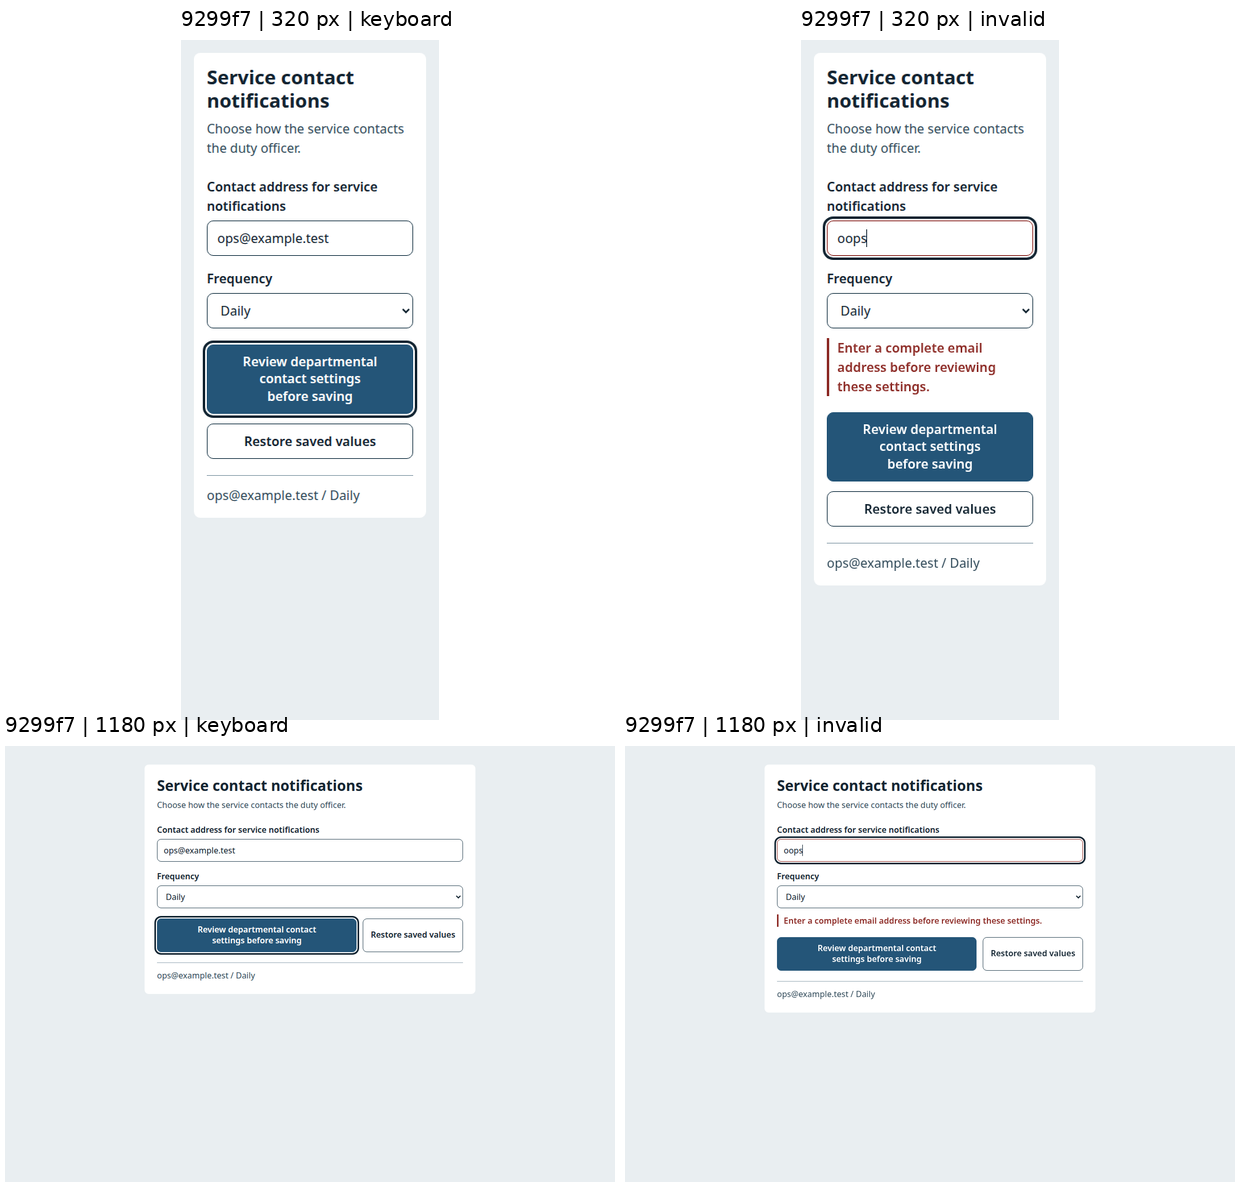 9299f7 | 320 px | keyboard
Service contact
notifications
Choose how the service contacts
the duty officer.
Contact address for service
notifications
ops@example.test
Frequency
Daily
Review departmental
contact settings
before saving
Restore saved values
ops@example.test / Daily
9299f7 | 320 px | invalid
Service contact
notifications
Choose how the service contacts
the duty officer.
Contact address for service
notifications
oops
Frequency
Daily
Enter a complete email
address before reviewing
these settings.
Review departmental
contact settings
before saving
Restore saved values
ops@example.test / Daily
9299f7 | 1180 px | keyboard
Service contact notifications
Choose how the service contacts the duty officer.
Contact address for service notifications
ops@example.test
Frequency
Daily
Review departmental contact
settings before saving
Restore saved values
ops@example.test / Daily
9299f7 | 1180 px | invalid
Service contact notifications
Choose how the service contacts the duty officer.
Contact address for service notifications
oops
Frequency
Daily
Enter a complete email address before reviewing these settings.
Review departmental contact
settings before saving
Restore saved values
ops@example.test / Daily